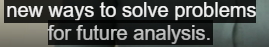 new ways to solve problems
for future analysis.